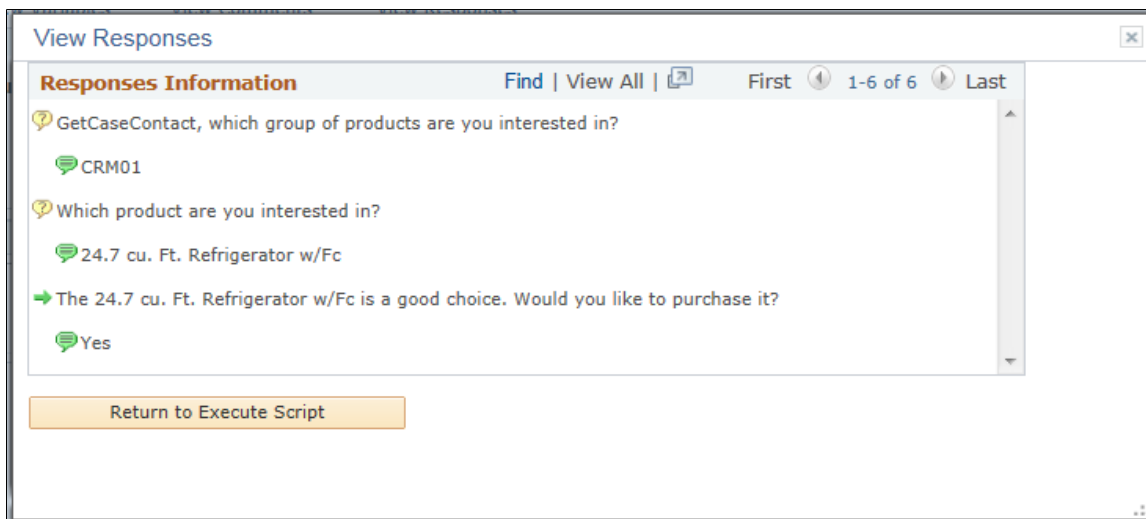 View Responses
Responses Information Find | View All | First 1-6 of 6 Last
GetCaseContact, which group of products are you interested in?
CRM01
Which product are you interested in?
24.7 cu. Ft. Refrigerator w/Fc
The 24.7 cu. Ft. Refrigerator w/Fc is a good choice. Would you like to purchase it?
Yes
Return to Execute Script